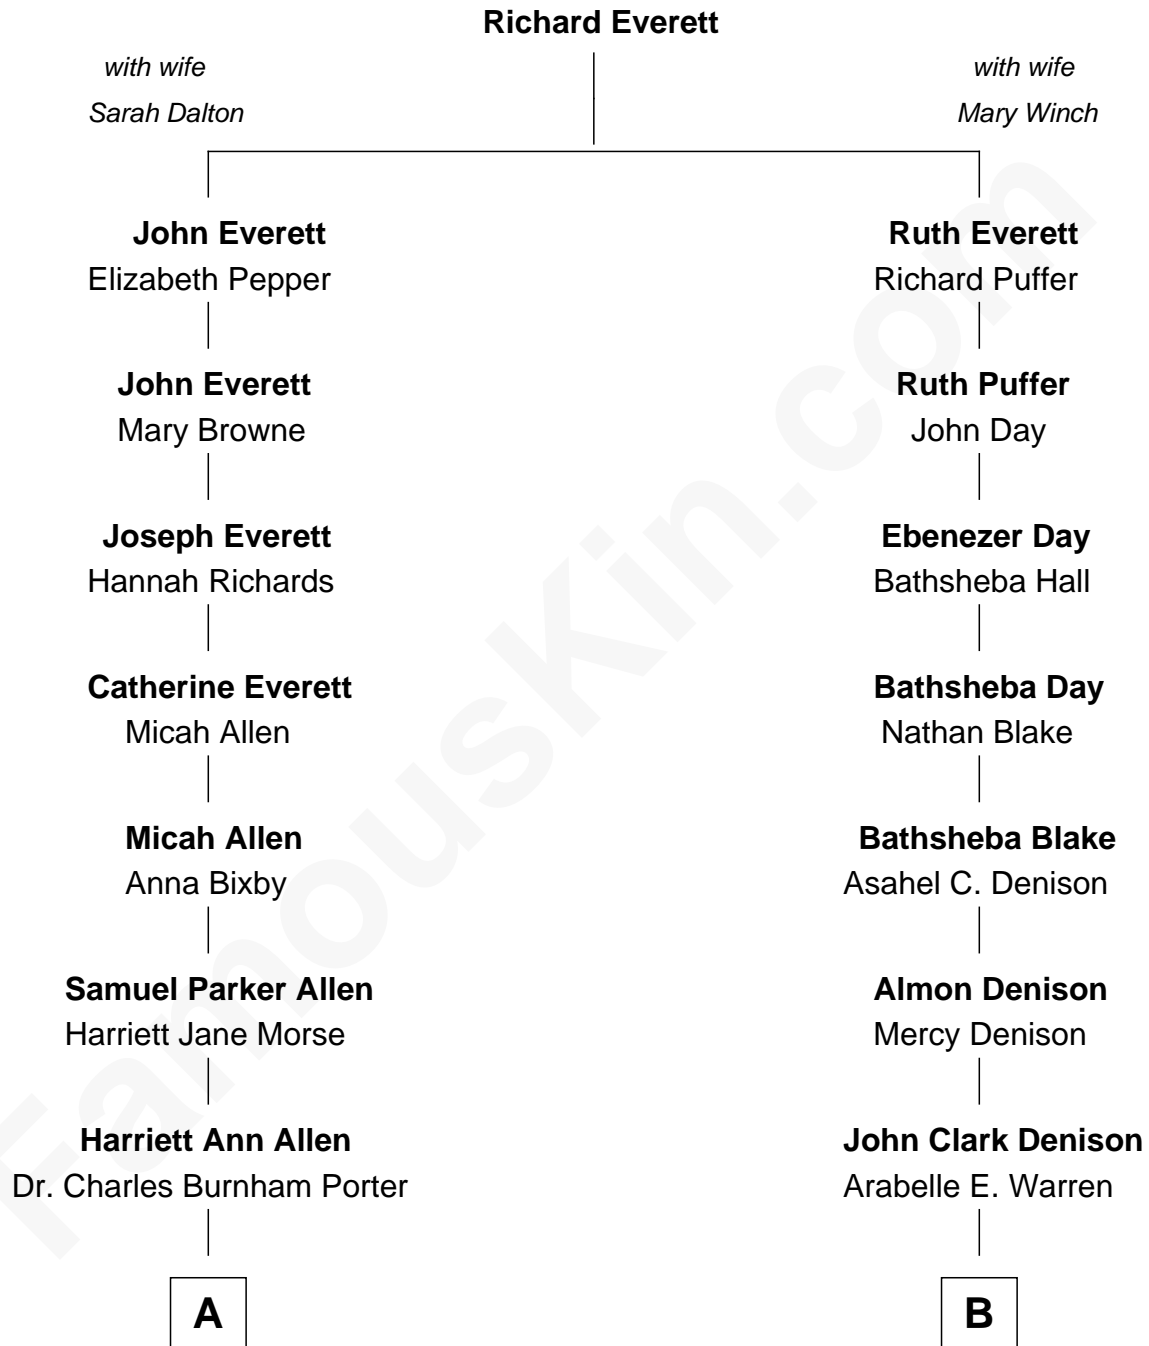 Richard Everett
with wife
Sarah Dalton
with wife
Mary Winch
John Everett
Elizabeth Pepper
Ruth Everett
Richard Puffer
John Everett
Mary Browne
Ruth Puffer
John Day
Joseph Everett
Hannah Richards
Ebenezer Day
Bathsheba Hall
Catherine Everett
Micah Allen
Bathsheba Day
Nathan Blake
Micah Allen
Anna Bixby
Bathsheba Blake
Asahel C. Denison
Samuel Parker Allen
Harriett Jane Morse
Almon Denison
Mercy Denison
Harriett Ann Allen
Dr. Charles Burnham Porter
John Clark Denison
Arabelle E. Warren
A
B
FamousKin.com